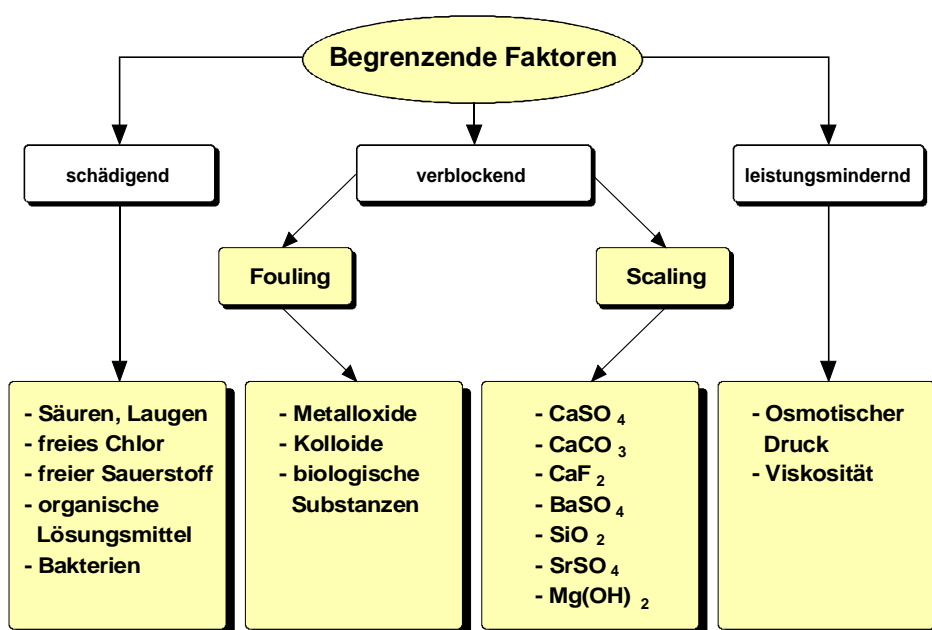 Begrenzende Faktoren
schädigend
verblockend
leistungsmindernd
Fouling
Scaling
- Säuren, Laugen
- freies Chlor
- freier Sauerstoff
- organische
Lösungsmittel
- Bakterien
- Metalloxide
- Kolloide
- biologische
Substanzen
- CaSO 4
- CaCO 3
- CaF 2
- BaSO 4
- SiO 2
- SrSO 4
- Mg(OH) 2
- Osmotischer
Druck
- Viskosität